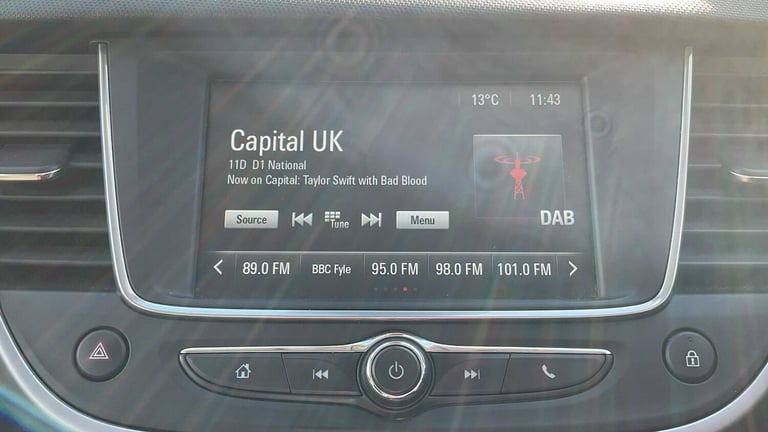 13°C 11:43
Capital UK
11D D1 National
Now on Capital: Taylor Swift with Bad Blood
Source Tune Menu
DAB
89.0 FM BBC Fyle 95.0 FM 98.0 FM 101.0 FM